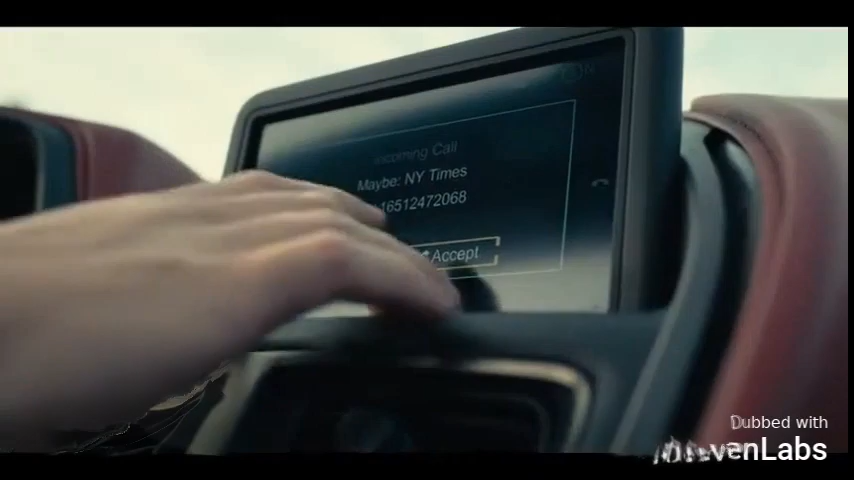 Incoming Call
Maybe: NY Times
16512472068
Accept
Dubbed with